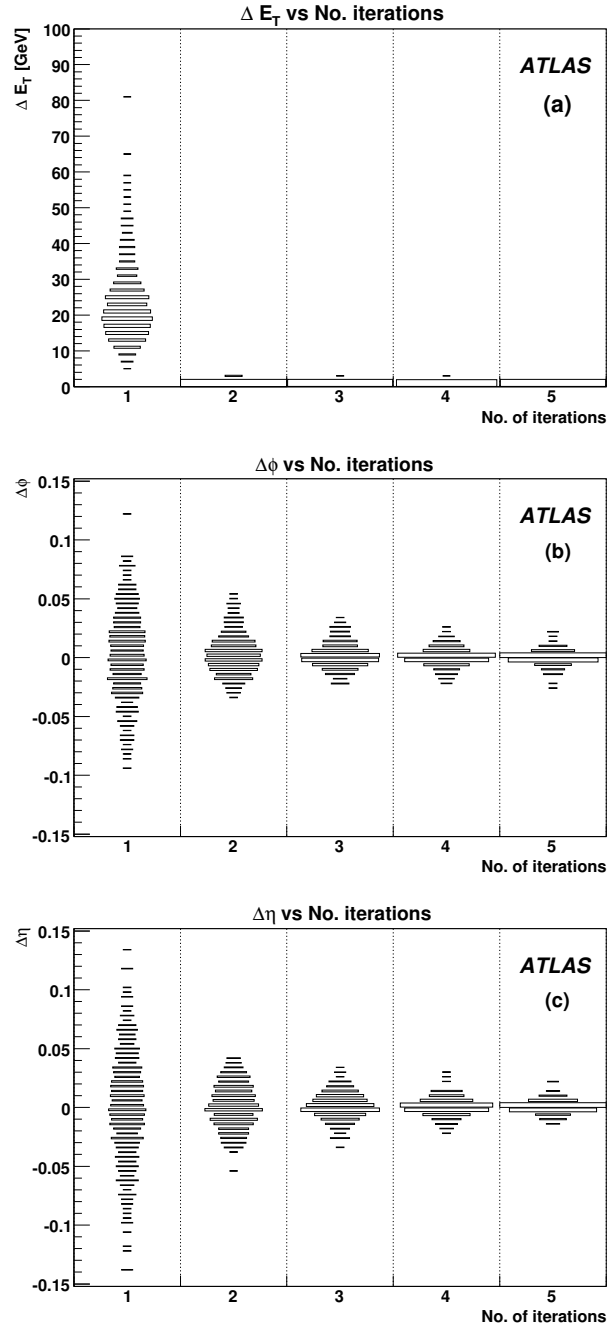 Δ E_T vs No. iterations
Δ E_T [GeV]
100
90
80
70
60
50
40
30
20
10
0
ATLAS
(a)
1 2 3 4 5
No. of iterations
Δϕ vs No. iterations
Δϕ
0.15
0.1
0.05
0
-0.05
-0.1
-0.15
ATLAS
(b)
1 2 3 4 5
No. of iterations
Δη vs No. iterations
Δη
0.15
0.1
0.05
0
-0.05
-0.1
-0.15
ATLAS
(c)
1 2 3 4 5
No. of iterations